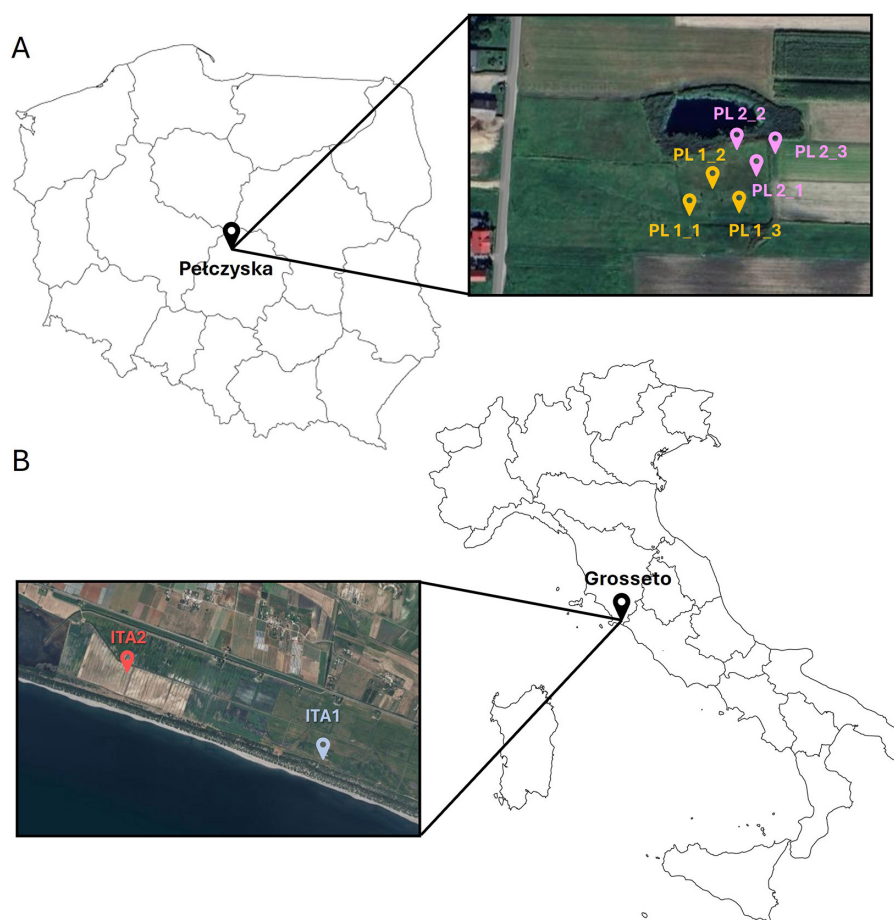 A
PL 2_2
PL 2_3
PL 1_2
PL 2_1
PL 1_1
PL 1_3
Pełczyska
B
Grosseto
ITA2
ITA1